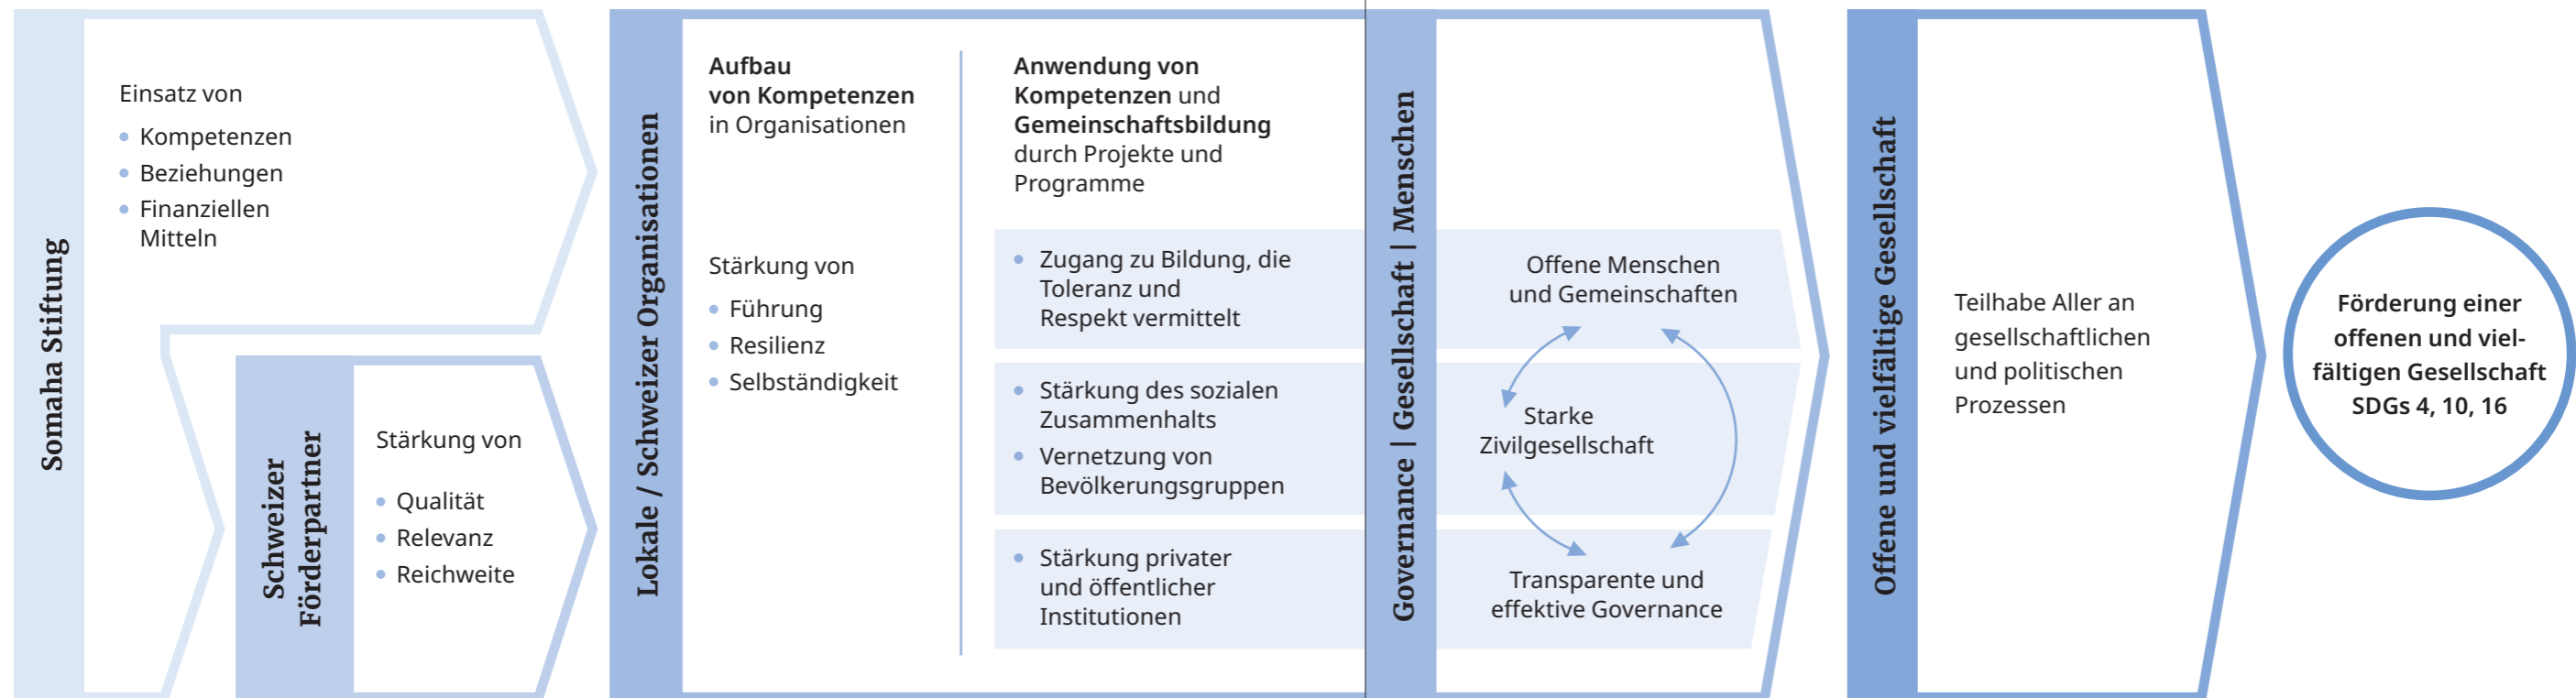 Somaha Stiftung
Einsatz von
Kompetenzen
Beziehungen
Finanziellen
Mitteln
Schweizer
Förderpartner
Stärkung von
Qualität
Relevanz
Reichweite
Lokale / Schweizer Organisationen
Aufbau
von Kompetenzen
in Organisationen
Stärkung von
Führung
Resilienz
Selbständigkeit
Anwendung von
Kompetenzen und
Gemeinschaftsbildung
durch Projekte und
Programme
Zugang zu Bildung, die
Toleranz und
Respekt vermittelt
Stärkung des sozialen
Zusammenhalts
Vernetzung von
Bevölkerungsgruppen
Stärkung privater
und öffentlicher
Institutionen
Governance | Gesellschaft | Menschen
Offene Menschen
und Gemeinschaften
Starke
Zivilgesellschaft
Transparente und
effektive Governance
Offene und vielfältige Gesellschaft
Teilhabe Aller an
gesellschaftlichen
und politischen
Prozessen
Förderung einer
offenen und viel-
fältigen Gesellschaft
SDGs 4, 10, 16